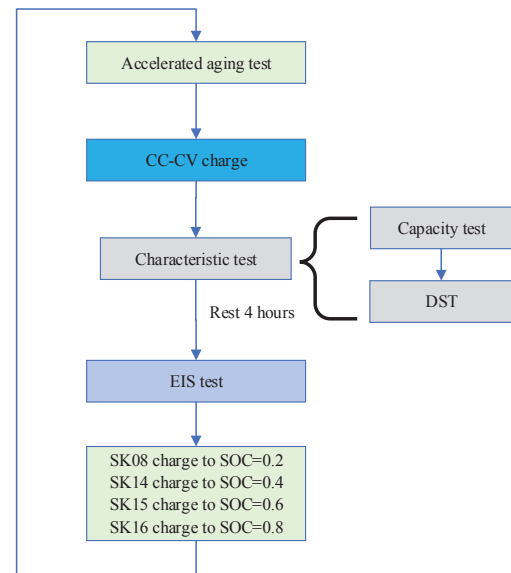 Accelerated aging test
CC-CV charge
Characteristic test
Capacity test
DST
Rest 4 hours
EIS test
SK08 charge to SOC=0.2
SK14 charge to SOC=0.4
SK15 charge to SOC=0.6
SK16 charge to SOC=0.8